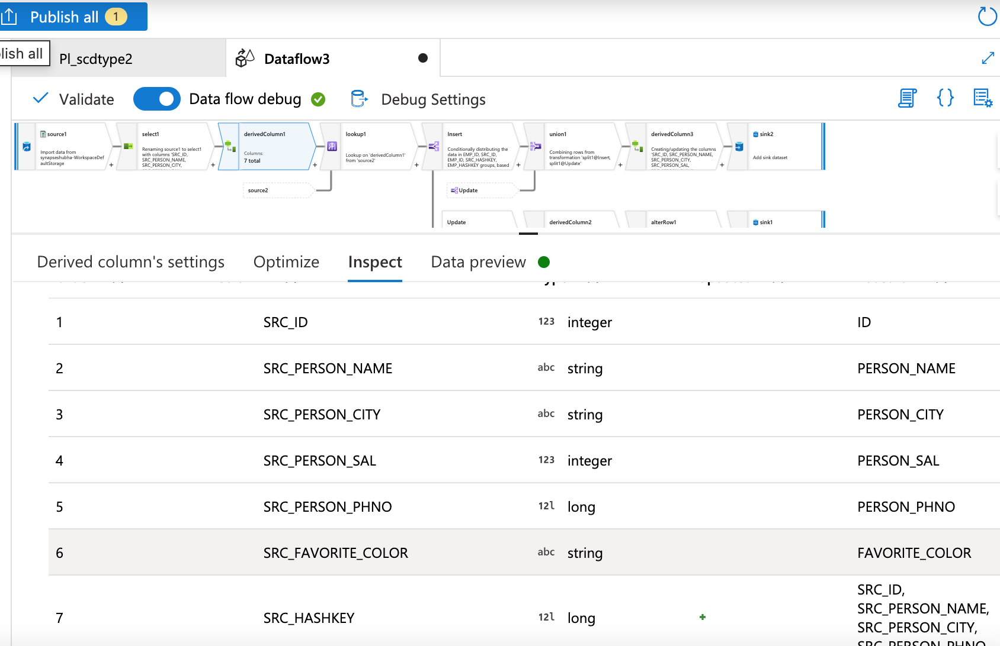 Publish all 1
lish all
Pl_scdtype2
Dataflow3
Validate
Data flow debug
Debug Settings
{}
source1
Import data from
synapseshubha-WorkspaceDef
aultStorage
+
select1
Renaming source1 to select1
with columns 'SRC_ID,
SRC_PERSON_NAME,
SRC_PERSON_CITY,
+
derivedColumn1
Columns:
7 total
+
lookup1
Lookup on 'derivedColumn1'
from 'source2'
+
Insert
Conditionally distributing the
data in EMP_ID, SRC_ID,
EMP_ID, SRC_HASHKEY,
EMP_HASHKEY groups, based
+
union1
Combining rows from
transformation 'split1@Insert,
split1@Update'
+
derivedColumn3
Creating/updating the columns
'SRC_ID, SRC_PERSON_NAME,
SRC_PERSON_CITY,
SRC_PERSON_SAL,
+
sink2
Add sink dataset
source2
Update
Update
derivedColumn2
alterRow1
sink1
Derived column's settings
Optimize
Inspect
Data preview
1 SRC_ID 123 integer ID
2 SRC_PERSON_NAME abc string PERSON_NAME
3 SRC_PERSON_CITY abc string PERSON_CITY
4 SRC_PERSON_SAL 123 integer PERSON_SAL
5 SRC_PERSON_PHNO 12l long PERSON_PHNO
6 SRC_FAVORITE_COLOR abc string FAVORITE_COLOR
7 SRC_HASHKEY 12l long + SRC_ID,
SRC_PERSON_NAME,
SRC_PERSON_CITY,
SRC_PERSON_PHNO